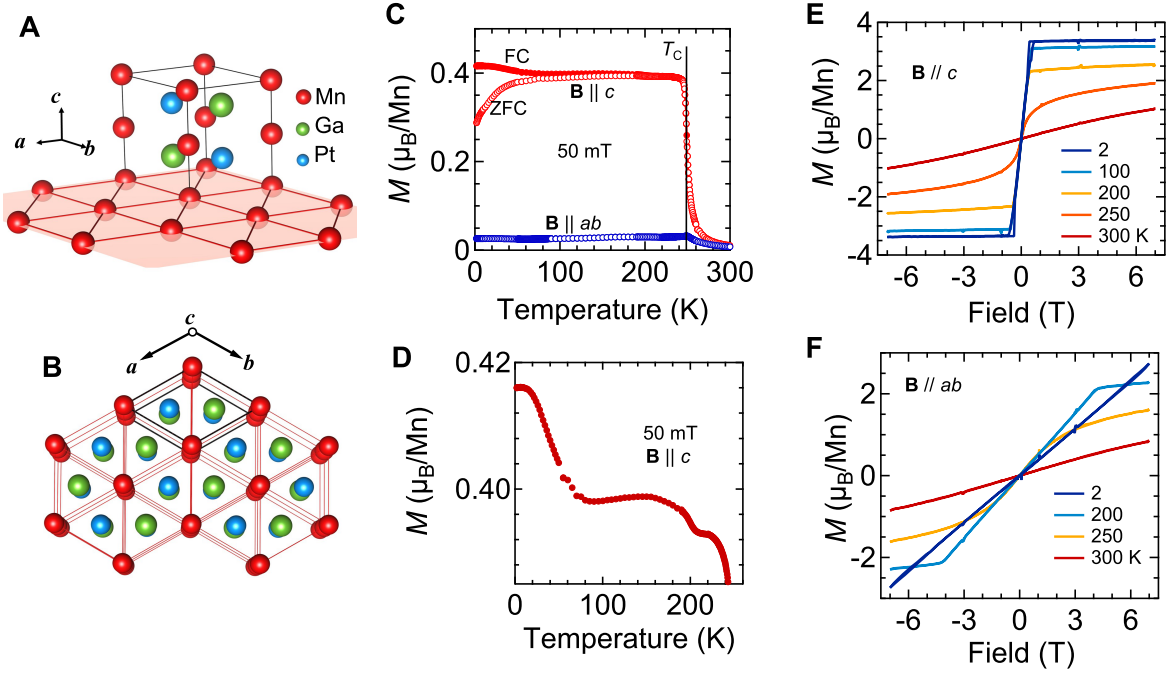 A
c
a
b
Mn
Ga
Pt
B
c
a
b
C
M (μB/Mn)
0.4
0.2
0
FC
ZFC
TC
B || c
50 mT
B || ab
0
100
200
300
Temperature (K)
D
M (μB/Mn)
0.42
0.40
50 mT
B || c
0
100
200
Temperature (K)
E
M (μB/Mn)
4
2
0
-2
-4
B // c
2
100
200
250
300 K
-6
-3
0
3
6
Field (T)
F
M (μB/Mn)
2
0
-2
B // ab
2
200
250
300 K
-6
-3
0
3
6
Field (T)